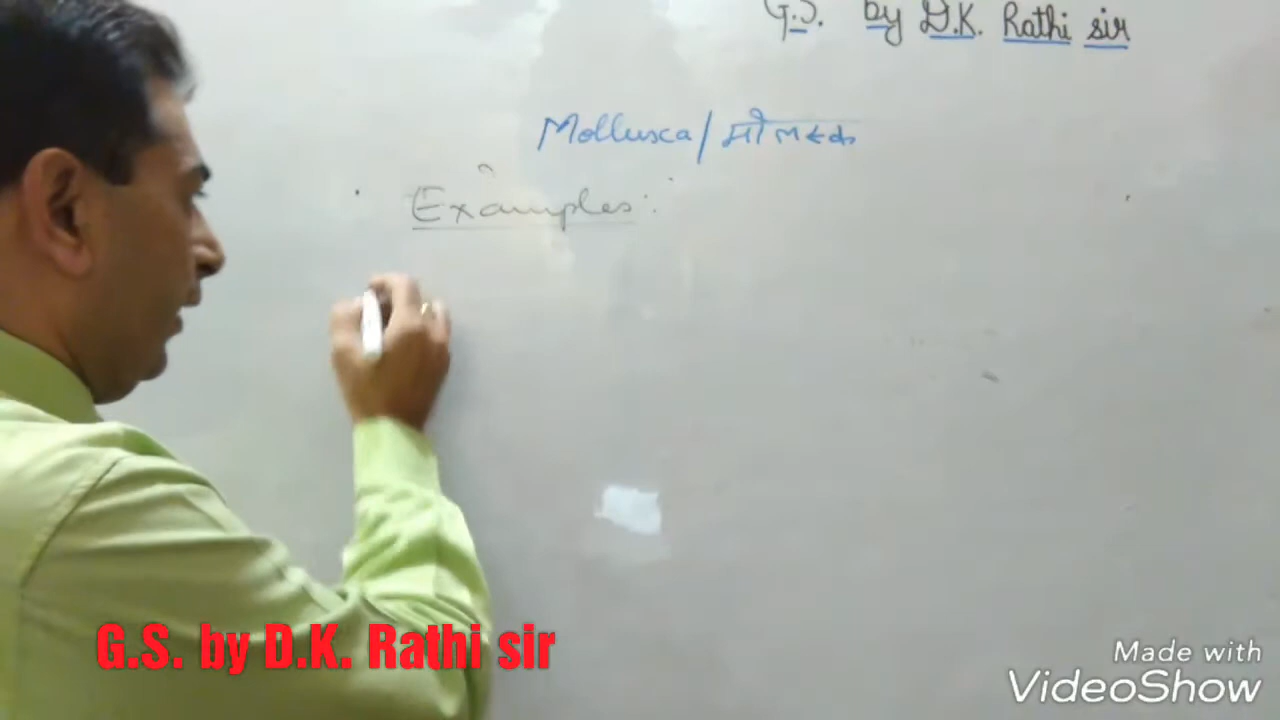 G.S. by D.K. Rathi sir
Mollusca / मोलस्क
Examples:
G.S. by D.K. Rathi sir
Made with
VideoShow